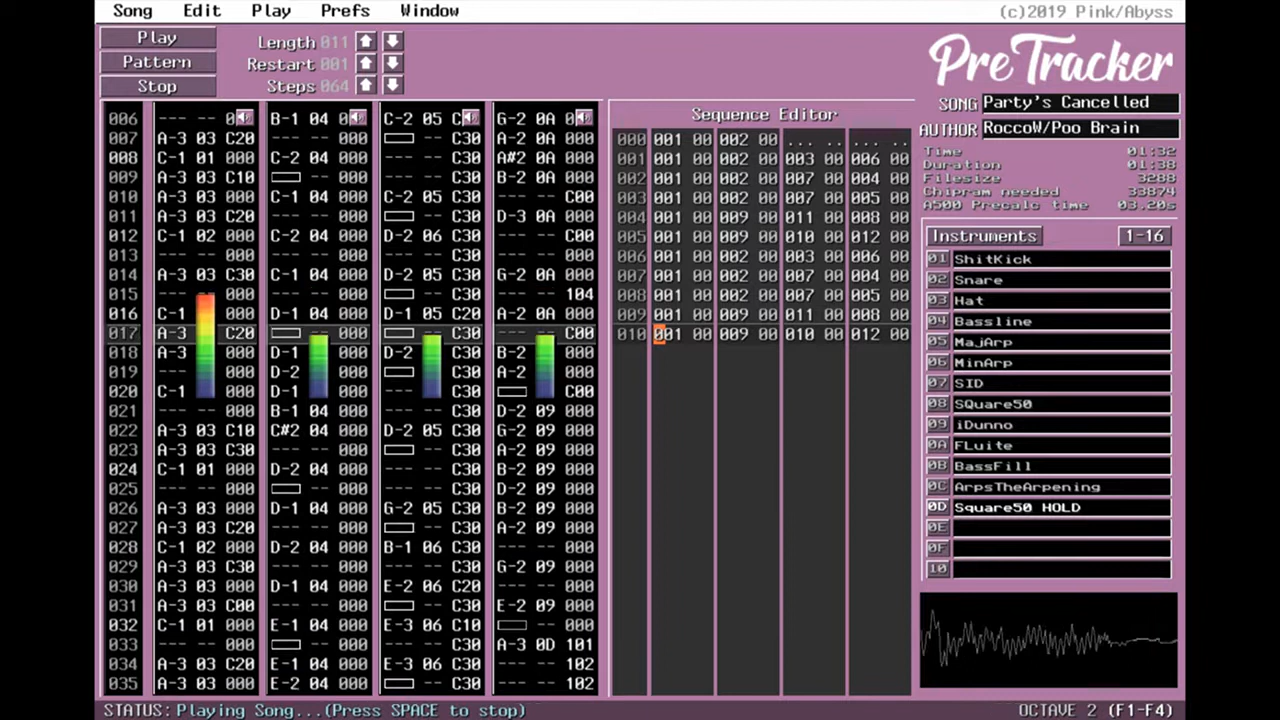 Song Edit Play Prefs Window (c)2019 Pink/Abyss
Play
Pattern
Stop
Length 011
Restart 001
Steps 064
PreTracker
SONG Party's Cancelled
AUTHOR RoccoW/Poo Brain
Time 01:32
Duration 01:38
Filesize 3288
Chipram needed 33874
A500 Precalc time 03.20s
006 --- -- 0 B-1 04 0 C-2 05 C G-2 0A 0
007 A-3 03 C20 --- -- 000 --- C30 --- 0A 000
008 C-1 01 000 C-2 04 000 --- -- C30 A#2 0A 000
009 A-3 03 C10 -- 000 --- -- C30 B-2 0A 000
010 A-3 03 000 C-1 04 000 C-2 05 C30 --- -- C00
011 A-3 03 C20 --- -- 000 -- C30 D-3 0A 000
012 C-1 02 000 C-2 04 000 D-2 06 C30 --- -- C00
013 --- -- 000 --- -- 000 --- -- C30 --- -- 000
014 A-3 03 C30 C-1 04 000 D-2 05 C30 G-2 0A 000
015 --- 000 --- -- 000 -- C30 --- -- 104
016 C-1 000 D-1 04 000 D-1 05 C20 A-2 0A 000
017 A-3 C20 -- 000 -- C30 --- -- C00
018 A-3 000 D-1 000 D-2 C30 B-2 000
019 --- 000 D-2 000 C30 A-2 000
020 C-1 000 D-1 000 --- C30 C00
021 --- -- 000 B-1 04 000 --- -- C30 D-2 09 000
022 A-3 03 C10 C#2 04 000 D-2 05 C30 G-2 09 000
023 A-3 03 C30 --- -- 000 -- C30 A-2 09 000
024 C-1 01 000 D-2 04 000 --- -- C30 B-2 09 000
025 --- -- 000 -- 000 --- -- C30 D-2 09 000
026 A-3 03 000 D-1 04 000 G-2 05 C30 B-2 09 000
027 A-3 03 C20 --- -- 000 -- C30 A-2 09 000
028 C-1 02 000 D-2 04 000 B-1 06 C30 --- -- 000
029 A-3 03 C30 --- -- 000 --- -- C30 G-2 09 000
030 A-3 03 000 D-1 04 000 E-2 06 C20 --- -- 000
031 A-3 03 C00 --- -- 000 -- C30 E-2 09 000
032 C-1 01 000 E-1 04 000 E-3 06 C10 -- 000
033 --- -- 000 -- 000 --- -- C30 A-3 0D 101
034 A-3 03 C20 E-1 04 000 E-3 06 C30 --- -- 102
035 A-3 03 000 E-2 04 000 -- C30 --- -- 102
Sequence Editor
000 001 00 002 00 ... .. ... ..
001 001 00 002 00 003 00 006 00
002 001 00 002 00 007 00 004 00
003 001 00 002 00 007 00 005 00
004 001 00 009 00 011 00 008 00
005 001 00 009 00 010 00 012 00
006 001 00 002 00 003 00 006 00
007 001 00 002 00 007 00 004 00
008 001 00 002 00 007 00 005 00
009 001 00 009 00 011 00 008 00
010 001 00 009 00 010 00 012 00
Instruments 1-16
01 ShitKick
02 Snare
03 Hat
04 Bassline
05 MajArp
06 MinArp
07 SID
08 SQuare50
09 iDunno
0A FLuite
0B BassFill
0C ArpsTheArpening
0D Square50 HOLD
0E
0F
10
STATUS: Playing Song...(Press SPACE to stop) OCTAVE 2 (F1-F4)